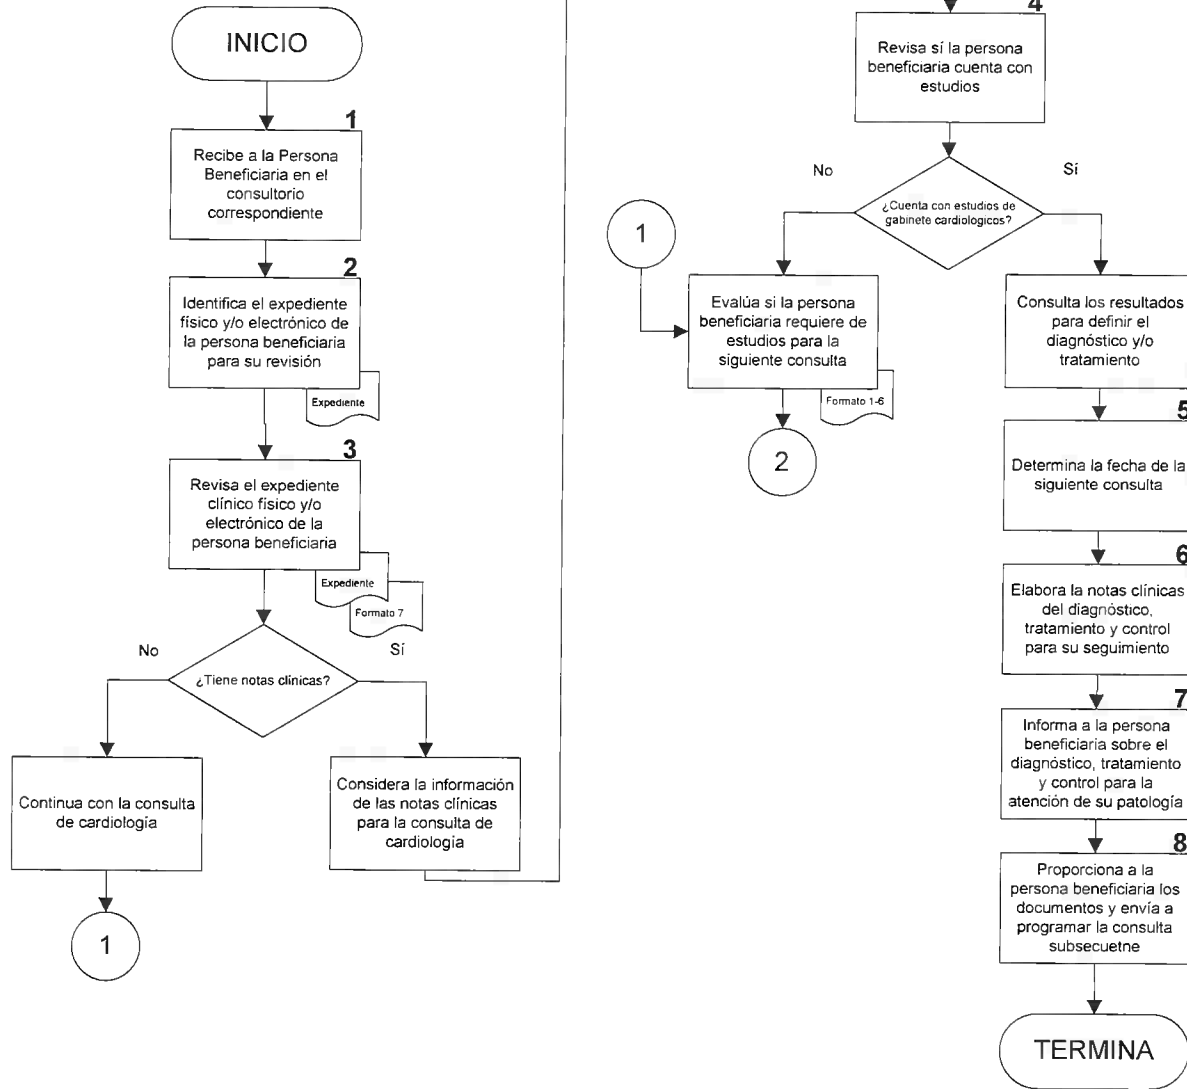 INICIO
1
Recibe a la Persona
Beneficiaria en el
consultorio
correspondiente
2
Identifica el expediente
físico y/o electrónico de
la persona beneficiaria
para su revisión
Expediente
3
Revisa el expediente
clínico físico y/o
electrónico de la
persona beneficiaria
Expediente
Formato 7
No
Sí
¿Tiene notas clínicas?
Continua con la consulta
de cardiología
Considera la información
de las notas clínicas
para la consulta de
cardiología
1
4
Revisa sí la persona
beneficiaria cuenta con
estudios
No
Sí
¿Cuenta con estudios de
gabinete cardiologicos?
1
Evalúa si la persona
beneficiaria requiere de
estudios para la
siguiente consulta
Formato 1-6
2
Consulta los resultados
para definir el
diagnóstico y/o
tratamiento
5
Determina la fecha de la
siguiente consulta
6
Elabora la notas clínicas
del diagnóstico,
tratamiento y control
para su seguimiento
7
Informa a la persona
beneficiaria sobre el
diagnóstico, tratamiento
y control para la
atención de su patología
8
Proporciona a la
persona beneficiaria los
documentos y envía a
programar la consulta
subsecuetne
TERMINA